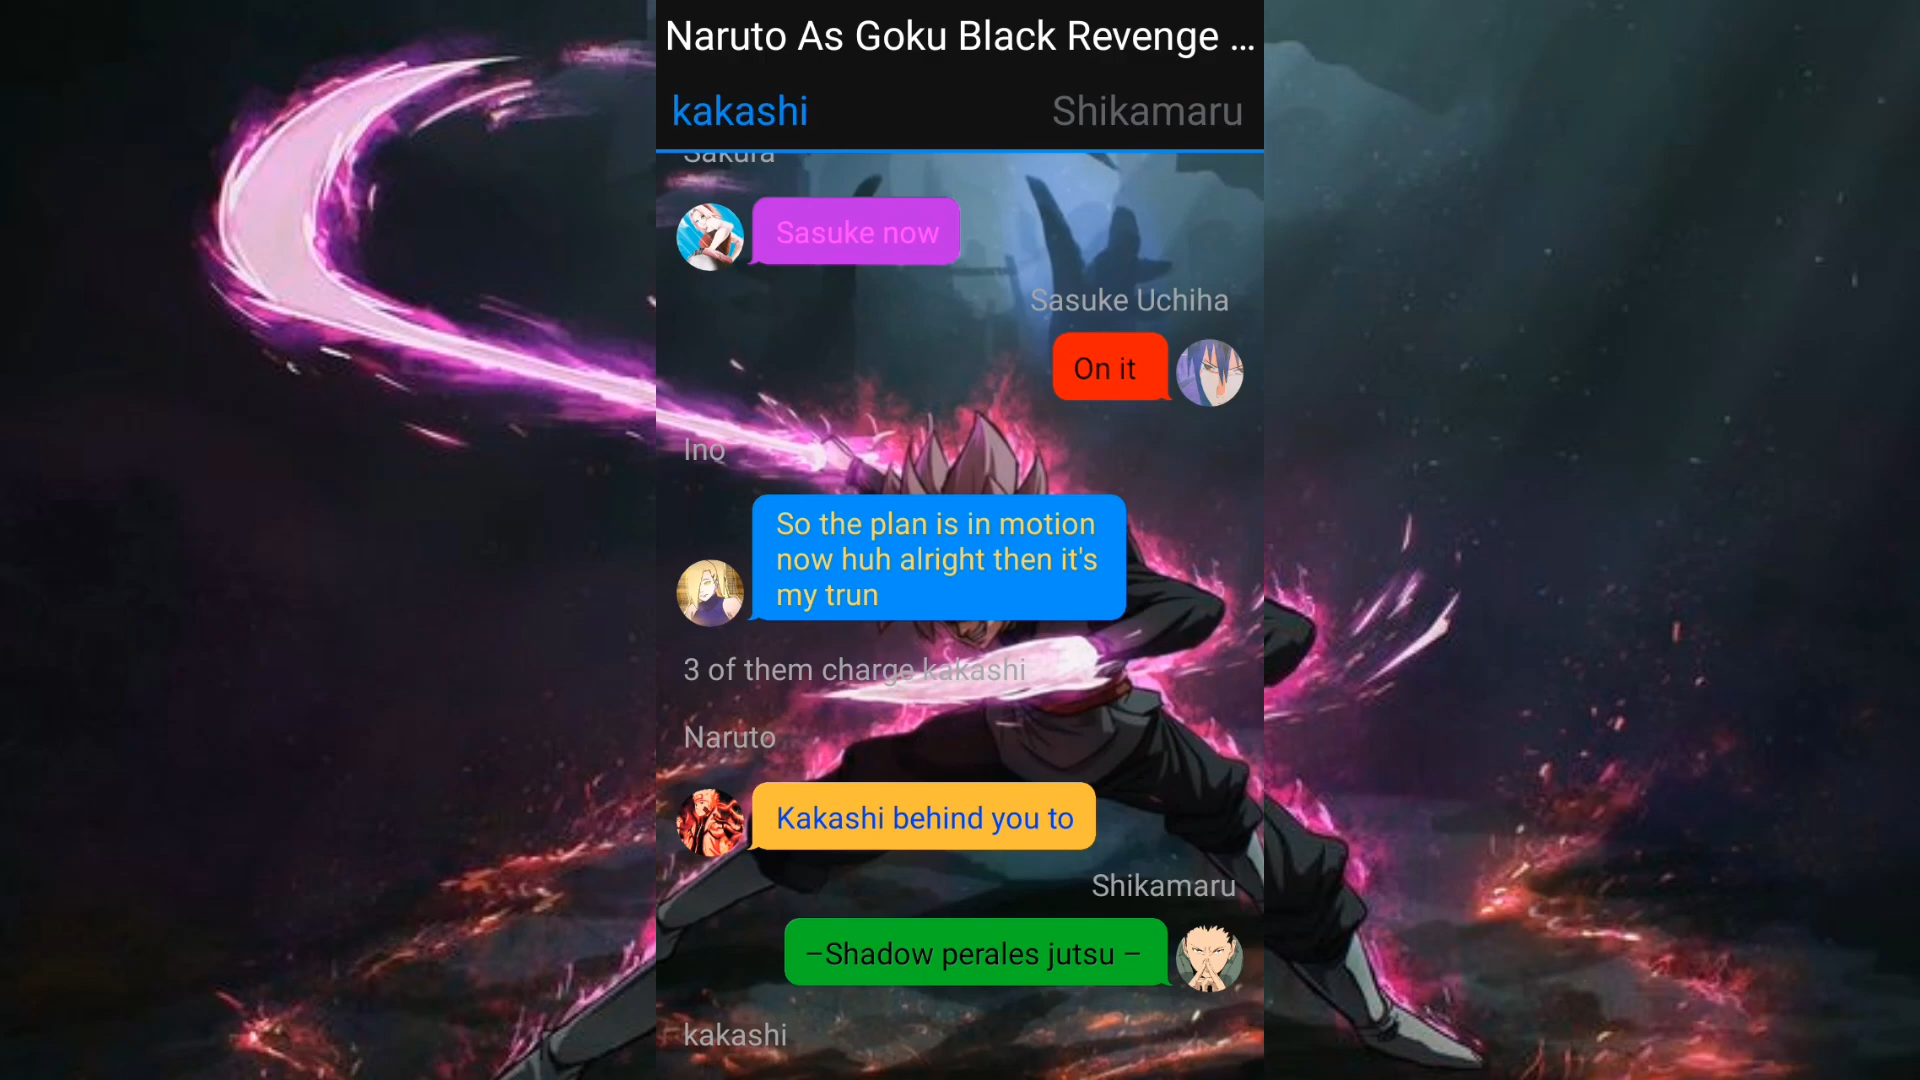 Naruto As Goku Black Revenge ...
kakashi
Shikamaru
Sakura
Sasuke now
Sasuke Uchiha
On it
Ino
So the plan is in motion
now huh alright then it's
my trun
3 of them charge kakashi
Naruto
Kakashi behind you to
Shikamaru
–Shadow perales jutsu –
kakashi